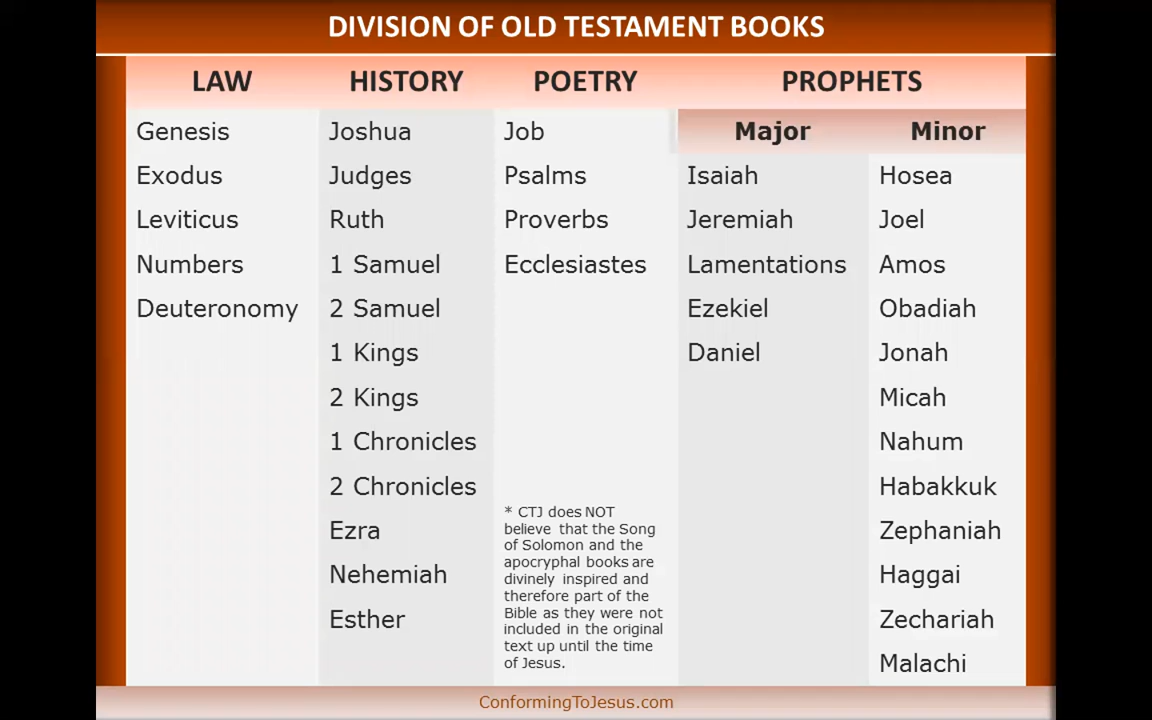 DIVISION OF OLD TESTAMENT BOOKS
LAW
HISTORY
POETRY
PROPHETS
Genesis
Exodus
Leviticus
Numbers
Deuteronomy
Joshua
Judges
Ruth
1 Samuel
2 Samuel
1 Kings
2 Kings
1 Chronicles
2 Chronicles
Ezra
Nehemiah
Esther
Job
Psalms
Proverbs
Ecclesiastes
* CTJ does NOT
believe that the Song
of Solomon and the
apocryphal books are
divinely inspired and
therefore part of the
Bible as they were not
included in the original
text up until the time
of Jesus.
Major
Isaiah
Jeremiah
Lamentations
Ezekiel
Daniel
Minor
Hosea
Joel
Amos
Obadiah
Jonah
Micah
Nahum
Habakkuk
Zephaniah
Haggai
Zechariah
Malachi
ConformingToJesus.com